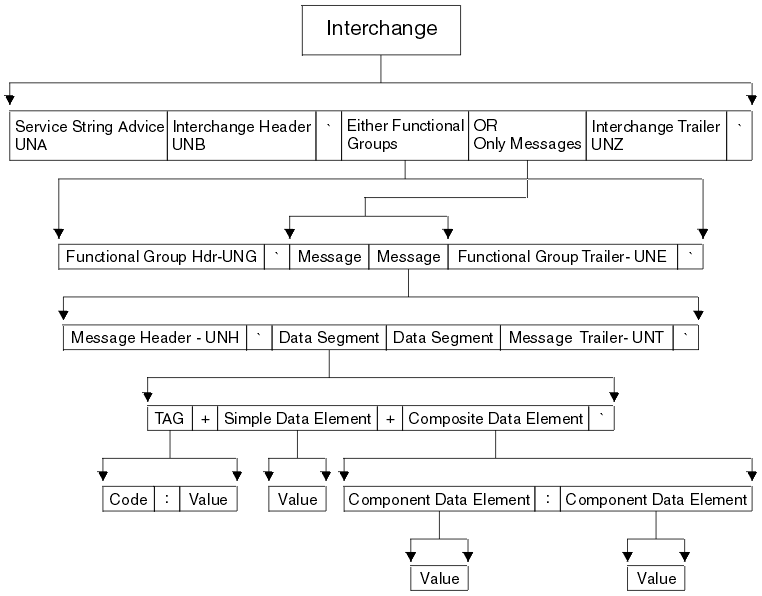 Interchange
Service String Advice
UNA
Interchange Header
UNB
`
Either Functional
Groups
OR
Only Messages
Interchange Trailer
UNZ
`
Functional Group Hdr-UNG
`
Message
Message
Functional Group Trailer- UNE
`
Message Header - UNH
`
Data Segment
Data Segment
Message Trailer- UNT
`
TAG
+
Simple Data Element
+
Composite Data Element
`
Code
:
Value
Value
Component Data Element
:
Component Data Element
Value
Value